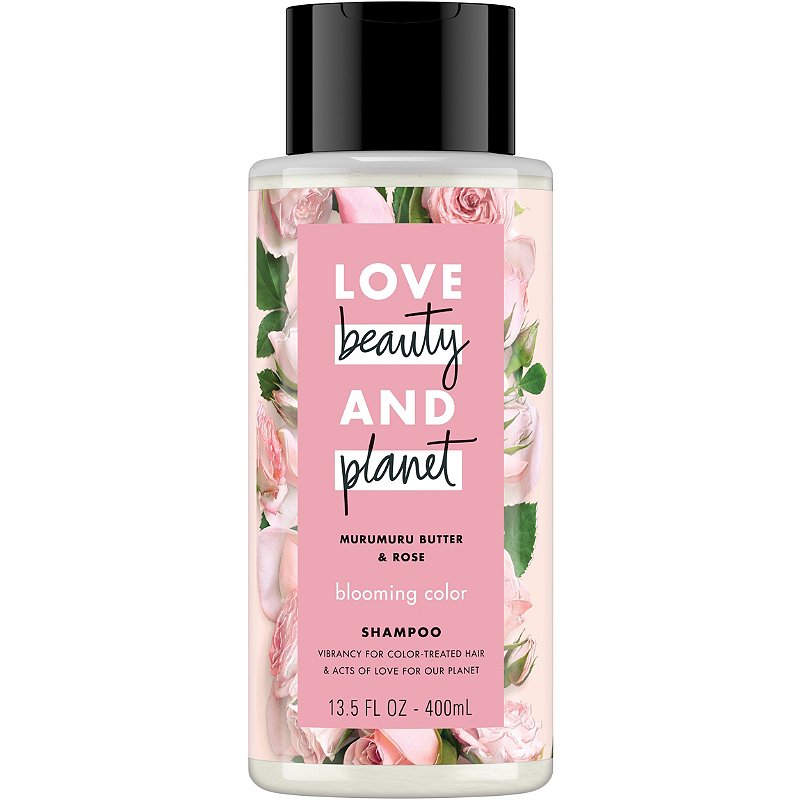 LOVE
beauty
AND
planet
MURUMURU BUTTER
& ROSE
blooming color
SHAMPOO
VIBRANCY FOR COLOR-TREATED HAIR
& ACTS OF LOVE FOR OUR PLANET
13.5 FL OZ - 400mL